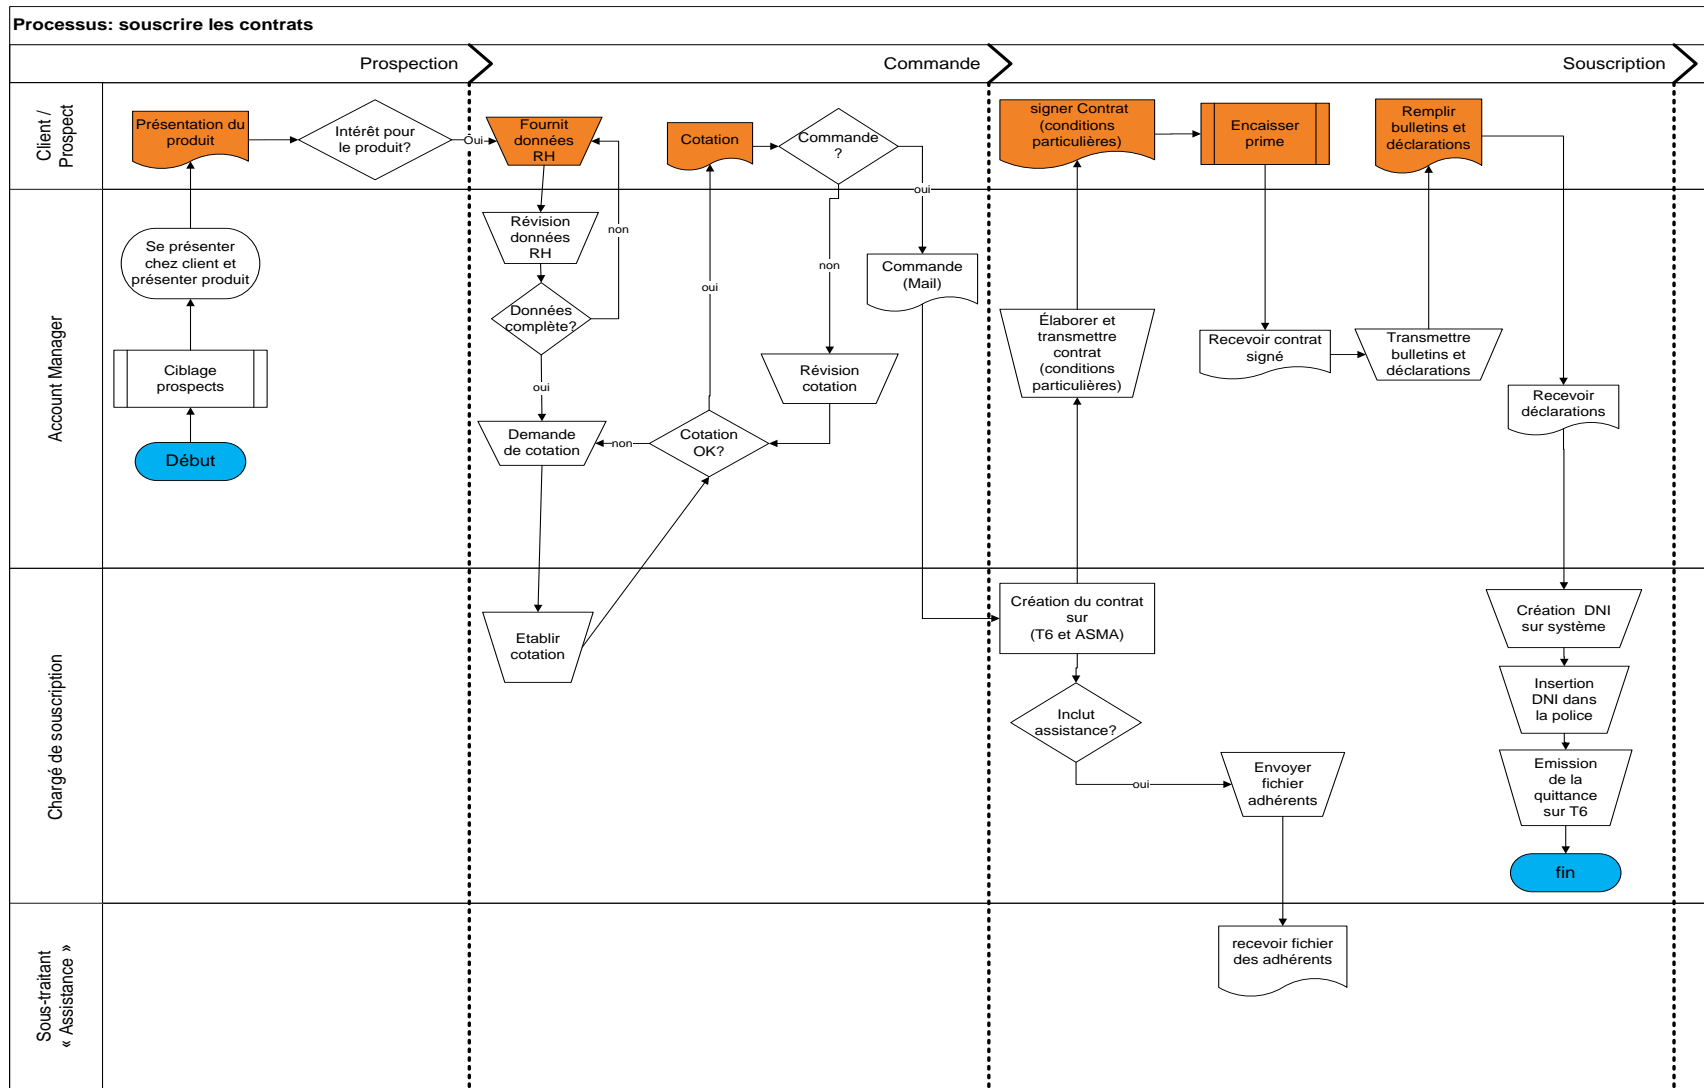 Processus: souscrire les contrats
Prospection
Commande
Souscription
Client /
Prospect
Présentation du
produit
Intérêt pour
le produit?
Oui
Fournit
données
RH
Cotation
Commande
?
oui
signer Contrat
(conditions
particulières)
Encaisser
prime
Remplir
bulletins et
déclarations
Account Manager
Se présenter
chez client et
présenter produit
Ciblage
prospects
Début
Révision
données
RH
non
Données
complète?
oui
Demande
de cotation
non
Cotation
OK?
oui
non
Révision
cotation
Commande
(Mail)
Élaborer et
transmettre
contrat
(conditions
particulières)
Recevoir contrat
signé
Transmettre
bulletins et
déclarations
Recevoir
déclarations
Chargé de souscription
Etablir
cotation
Création du contrat
sur
(T6 et ASMA)
Inclut
assistance?
oui
Envoyer
fichier
adhérents
Création DNI
sur système
Insertion
DNI dans
la police
Emission
de la
quittance
sur T6
fin
Sous-traitant
« Assistance »
recevoir fichier
des adhérents